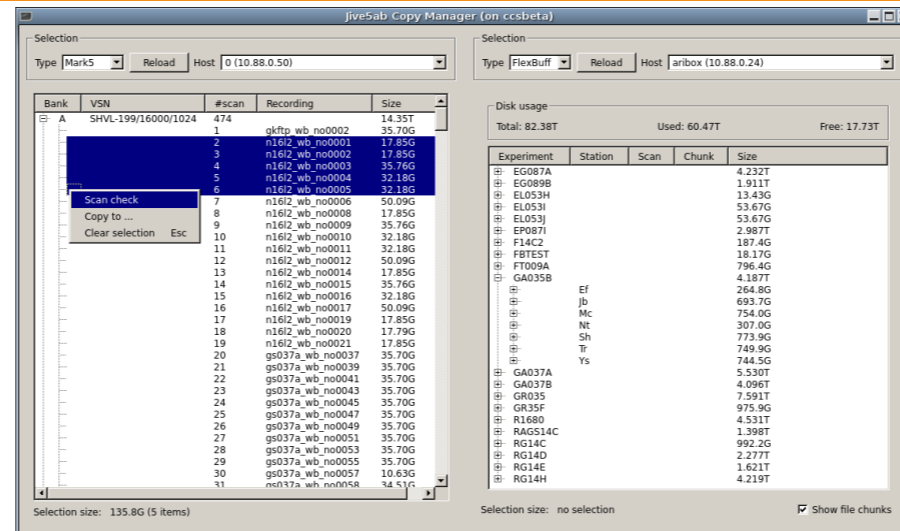 Jive5ab Copy Manager (on ccsbeta)
Selection
Type Mark5 Reload Host 0 (10.88.0.50)
Bank VSN #scan Recording Size
A SHVL-199/16000/1024 474 14.35T
1 gkftp_wb_no0002 35.70G
2 n16l2_wb_no0001 17.85G
3 n16l2_wb_no0002 17.85G
4 n16l2_wb_no0003 35.76G
5 n16l2_wb_no0004 32.18G
6 n16l2_wb_no0005 32.18G
7 n16l2_wb_no0006 50.09G
8 n16l2_wb_no0008 17.85G
9 n16l2_wb_no0009 35.76G
10 n16l2_wb_no0010 32.18G
11 n16l2_wb_no0011 32.18G
12 n16l2_wb_no0012 50.09G
13 n16l2_wb_no0014 17.85G
14 n16l2_wb_no0015 35.76G
15 n16l2_wb_no0016 32.18G
16 n16l2_wb_no0017 50.09G
17 n16l2_wb_no0019 17.85G
18 n16l2_wb_no0020 17.79G
19 n16l2_wb_no0021 17.85G
20 gs037a_wb_no0037 35.70G
21 gs037a_wb_no0039 35.70G
22 gs037a_wb_no0041 35.70G
23 gs037a_wb_no0043 35.70G
24 gs037a_wb_no0045 35.70G
25 gs037a_wb_no0047 35.70G
26 gs037a_wb_no0049 35.70G
27 gs037a_wb_no0051 35.70G
28 gs037a_wb_no0053 35.70G
29 gs037a_wb_no0055 35.70G
30 gs037a_wb_no0057 10.63G
31 gs037a_wb_no0058 34.51G
Scan check
Copy to ...
Clear selection Esc
Selection size: 135.8G (5 items)
Selection
Type FlexBuff Reload Host aribox (10.88.0.24)
Disk usage
Total: 82.38T Used: 60.47T Free: 17.73T
Experiment Station Scan Chunk Size
EG087A 4.232T
EG089B 1.911T
EL053H 13.43G
EL053I 53.67G
EL053J 53.67G
EP087I 2.987T
F14C2 187.4G
FBTEST 18.17G
FT009A 796.4G
GA035B 4.187T
Ef 264.8G
Jb 693.7G
Mc 754.0G
Nt 307.0G
Sh 773.9G
Tr 749.9G
Ys 744.5G
GA037A 5.530T
GA037B 4.096T
GR035 7.591T
GR35F 975.9G
R1680 4.531T
RAGS14C 1.398T
RG14C 992.2G
RG14D 2.277T
RG14E 1.621T
RG14H 4.219T
Selection size: no selection
Show file chunks